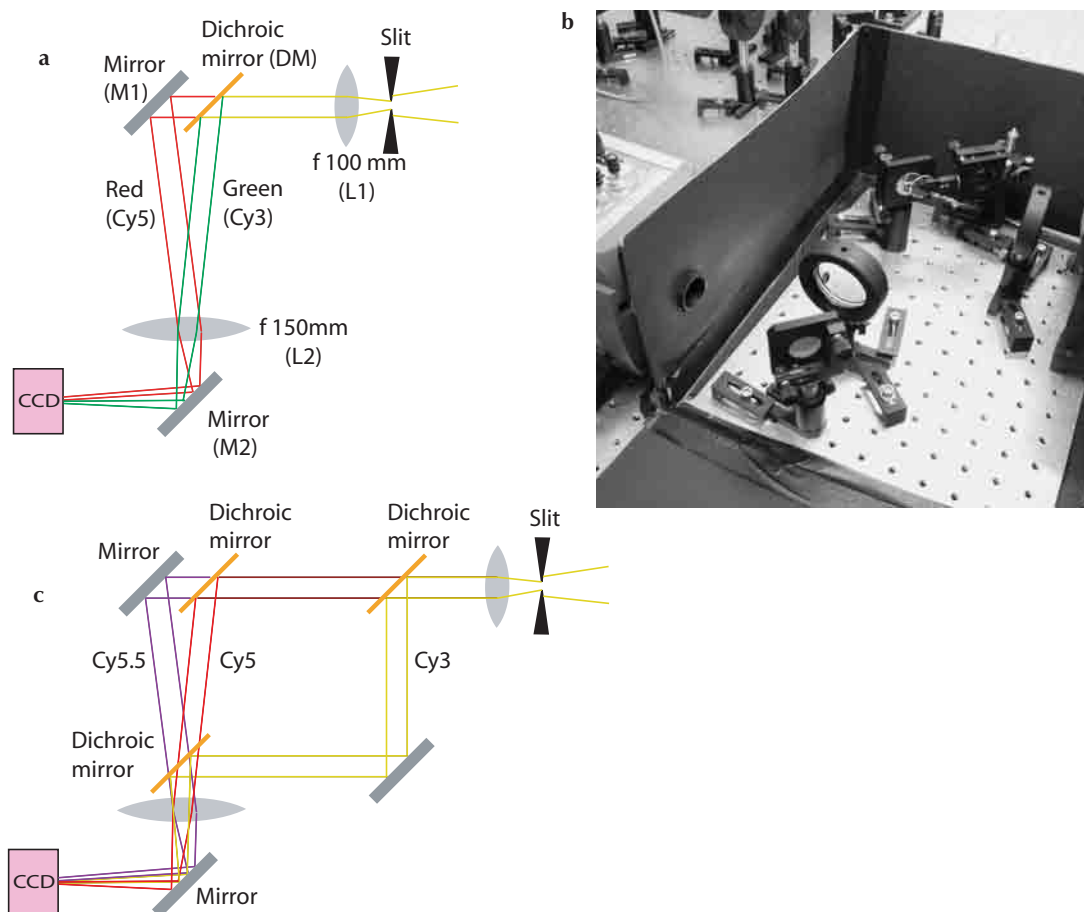 a
Mirror
(M1)
Dichroic
mirror (DM)
Slit
f 100 mm
(L1)
Red
(Cy5)
Green
(Cy3)
f 150mm
(L2)
CCD
Mirror
(M2)
b
c
Mirror
Dichroic
mirror
Dichroic
mirror
Slit
Cy5.5
Cy5
Cy3
Dichroic
mirror
CCD
Mirror